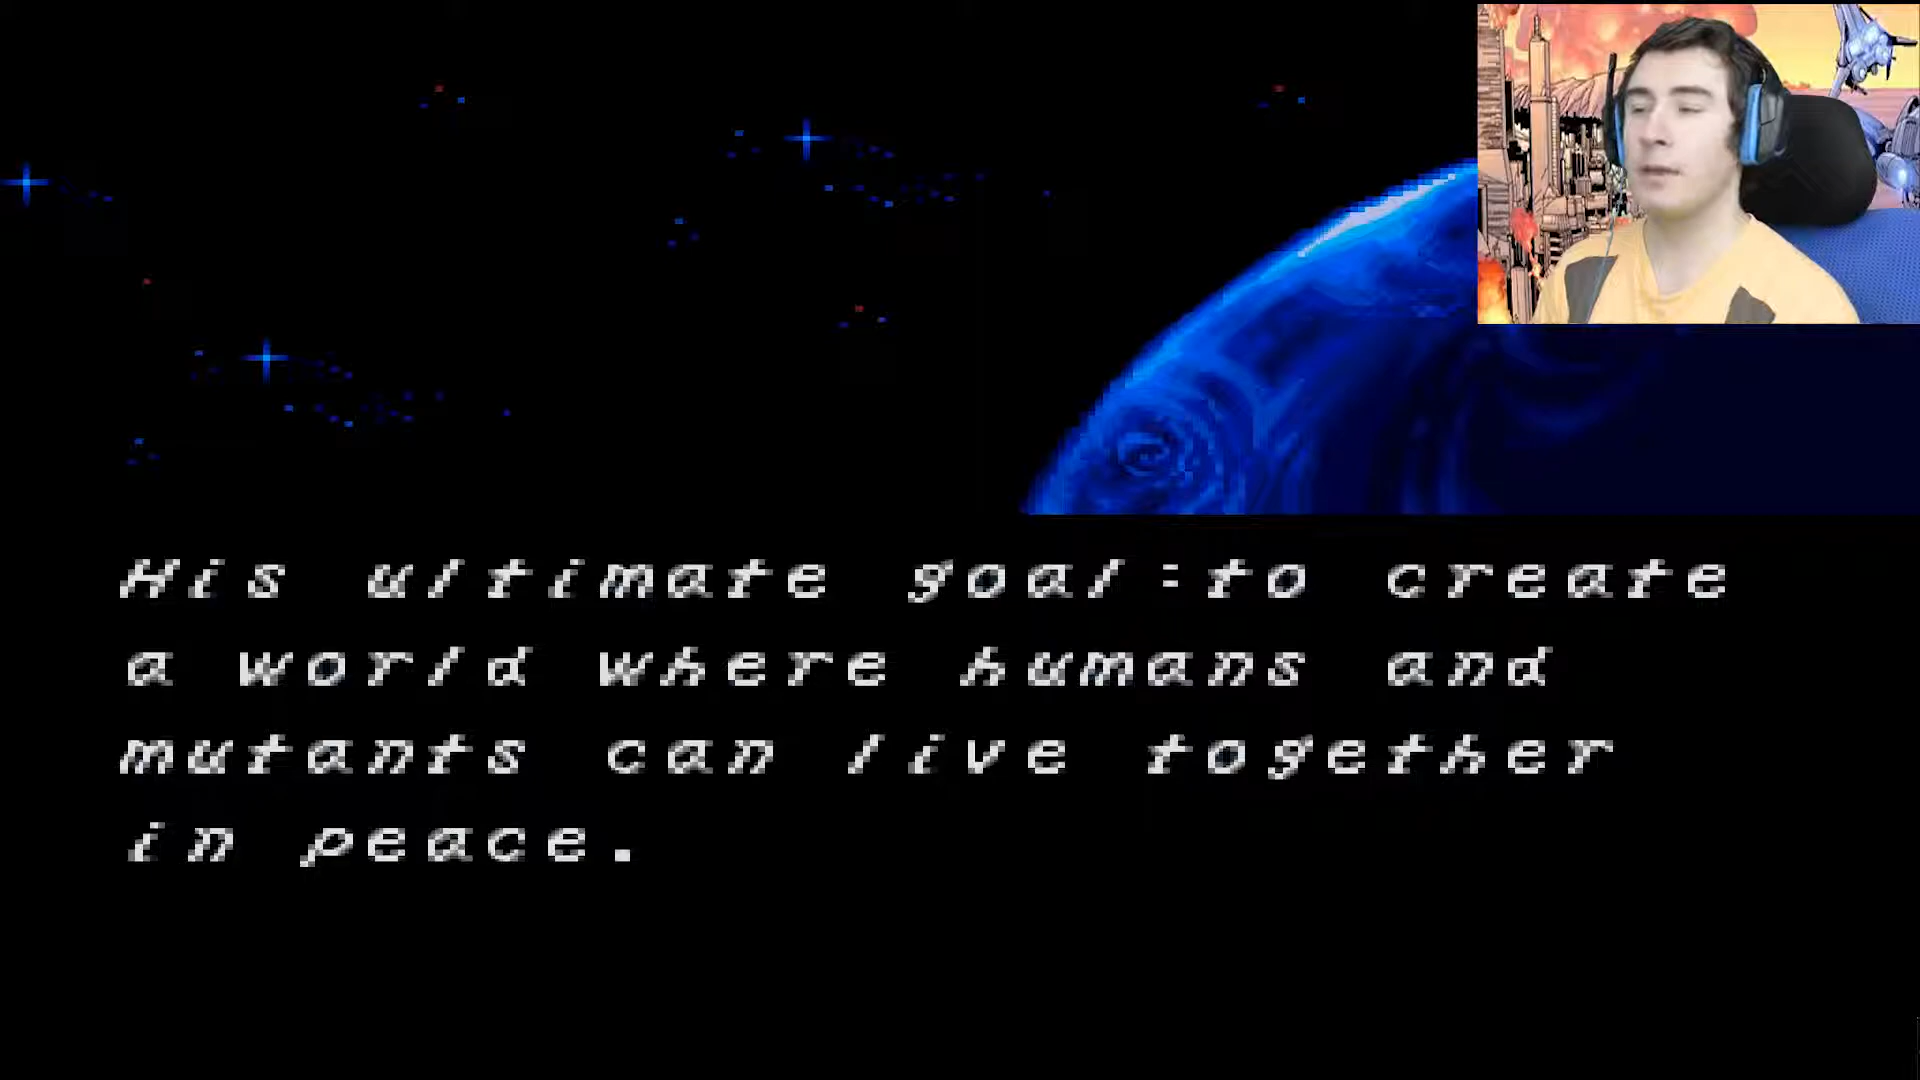 His ultimate goal:to create
a world where humans and
mutants can live together
in peace.